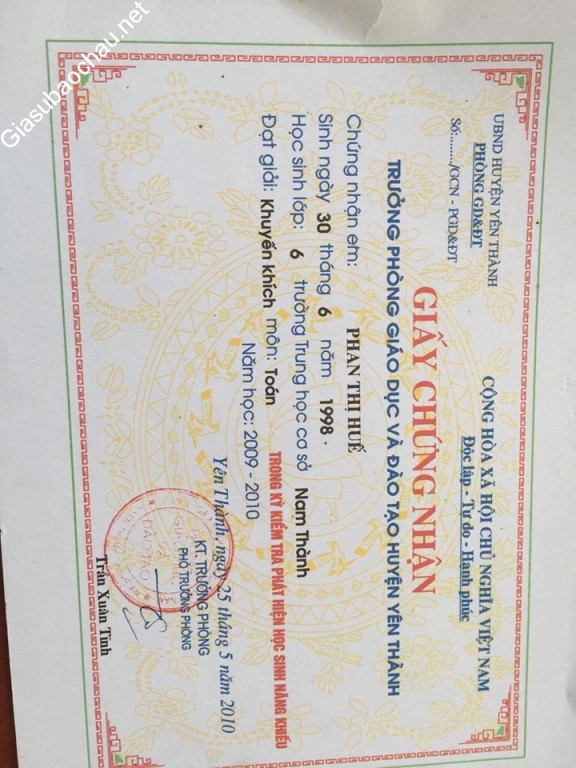 Giasubaochau.net
UBND HUYỆN YÊN THÀNH
PHÒNG GD&ĐT
Số:......./GCN - PGD&ĐT
CỘNG HÒA XÃ HỘI CHỦ NGHĨA VIỆT NAM
Độc lập - Tự do - Hạnh phúc
GIẤY CHỨNG NHẬN
TRƯỞNG PHÒNG GIÁO DỤC VÀ ĐÀO TẠO HUYỆN YÊN THÀNH
Chứng nhận em: PHAN THỊ HUẾ
Sinh ngày 30 tháng 6 năm 1998.
Học sinh lớp: 6 trường Trung học cơ sở Nam Thành
Đạt giải: Khuyến khích môn: Toán
TRONG KỲ KIỂM TRA PHÁT HIỆN HỌC SINH NĂNG KHIẾU
Năm học: 2009 - 2010
Yên Thành, ngày 25 tháng 5 năm 2010
KT. TRƯỞNG PHÒNG
PHÓ TRƯỞNG PHÒNG
ĐÀO TẠO
Trần Xuân Tình